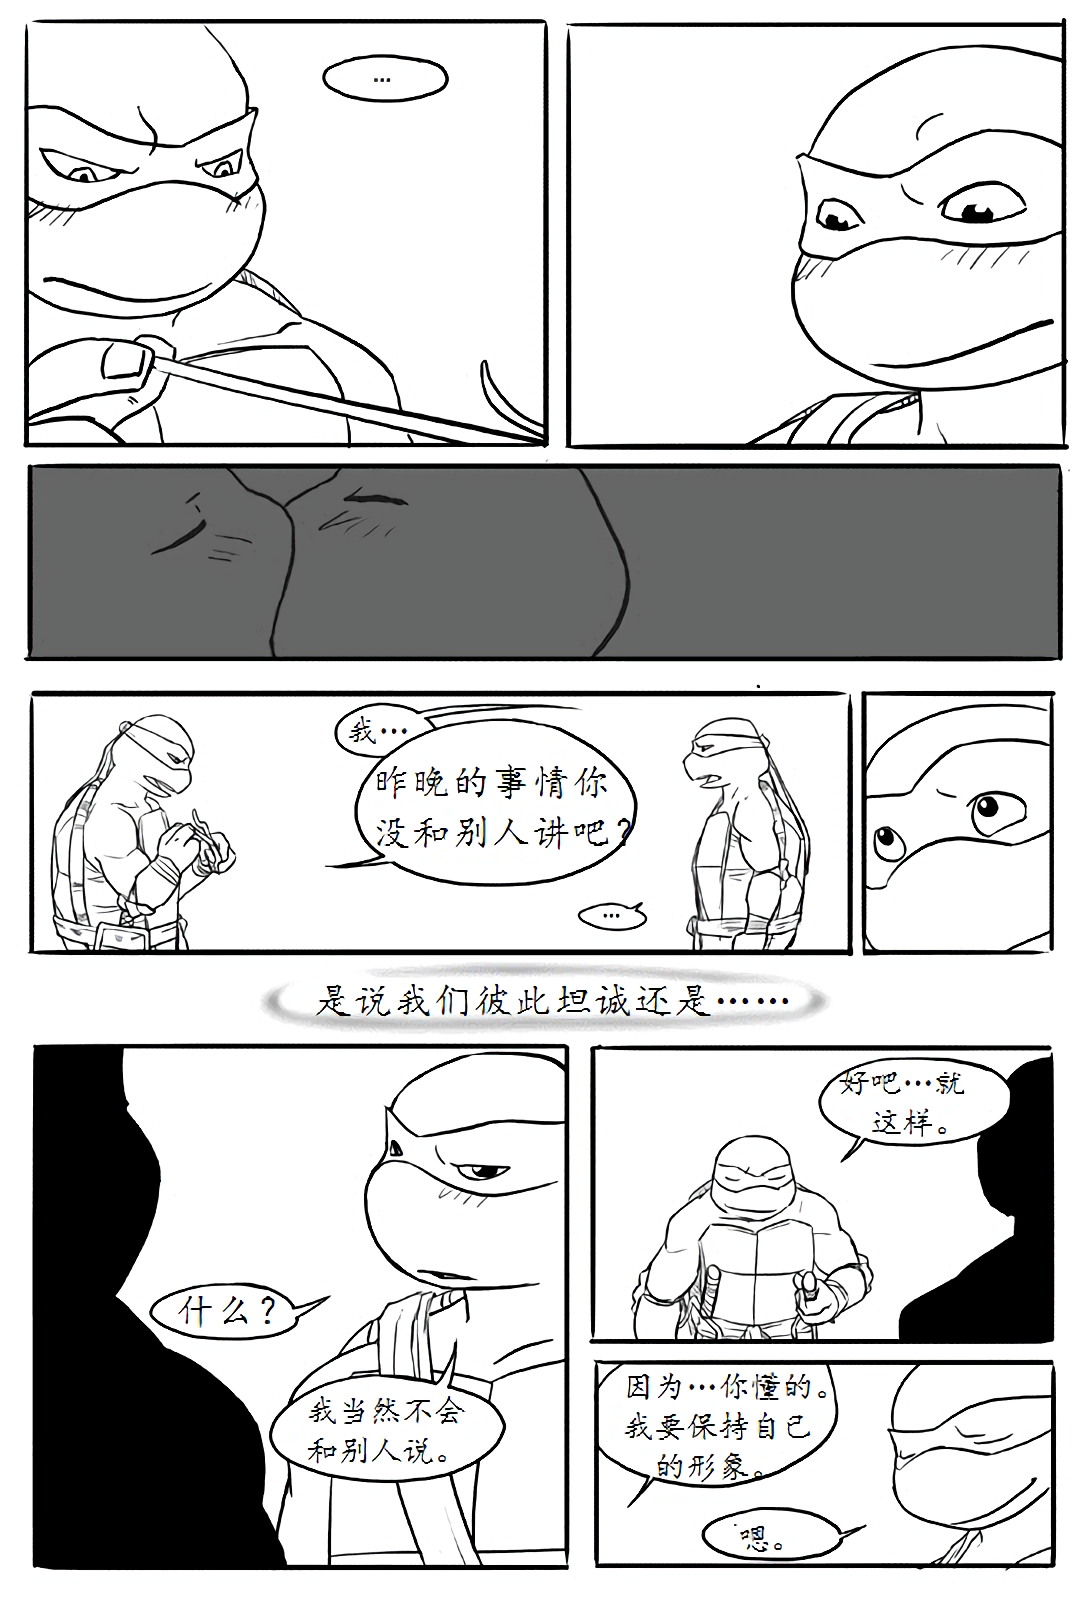 …
我…
昨晚的事情你
没和别人讲吧？
…
是说我们彼此坦诚还是……
什么？
我当然不会
和别人说。
好吧…就
这样。
因为…你懂的。
我要保持自己
的形象。
嗯。